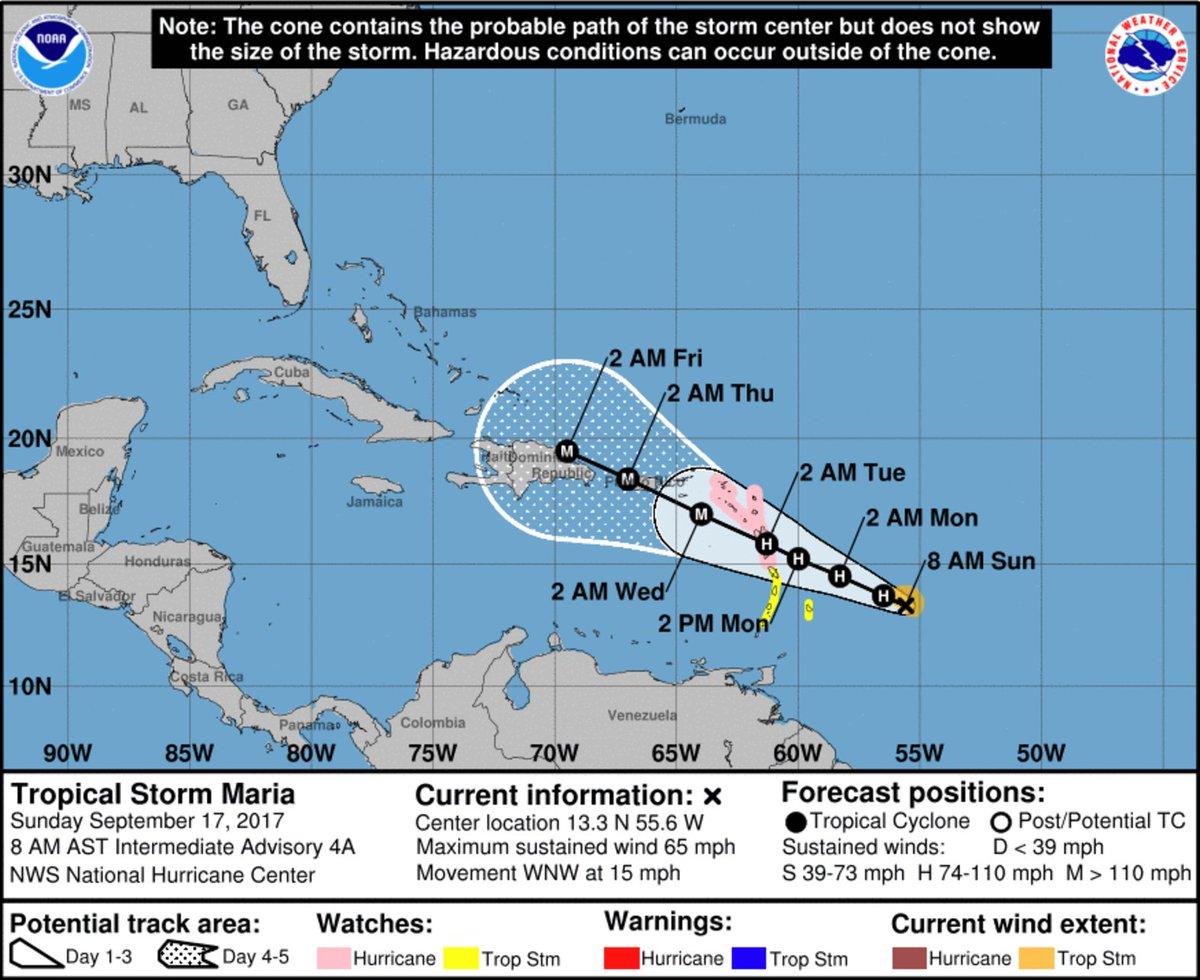 Note: The cone contains the probable path of the storm center but does not show
the size of the storm. Hazardous conditions can occur outside of the cone.
NOAA
NATIONAL OCEANIC AND ATMOSPHERIC ADMINISTRATION
U.S. DEPARTMENT OF COMMERCE
NATIONAL WEATHER SERVICE
MS
AL
GA
Bermuda
30N
FL
25N
Bahamas
2 AM Fri
Cuba
2 AM Thu
20N
M
Mexico
Haiti
Dominican
Republic
M
Puerto Rico
2 AM Tue
Jamaica
Belize
M
2 AM Mon
Guatemala
H
Honduras
15N
H
8 AM Sun
H
El Salvador
2 AM Wed
H
Nicaragua
2 PM Mon
Costa Rica
10N
Panama
Colombia
Venezuela
90W
85W
80W
75W
70W
65W
60W
55W
50W
Tropical Storm Maria
Sunday September 17, 2017
8 AM AST Intermediate Advisory 4A
NWS National Hurricane Center
Current information: x
Center location 13.3 N 55.6 W
Maximum sustained wind 65 mph
Movement WNW at 15 mph
Forecast positions:
Tropical Cyclone Post/Potential TC
Sustained winds: D < 39 mph
S 39-73 mph H 74-110 mph M > 110 mph
Potential track area:
Day 1-3 Day 4-5
Watches:
Hurricane Trop Stm
Warnings:
Hurricane Trop Stm
Current wind extent:
Hurricane Trop Stm